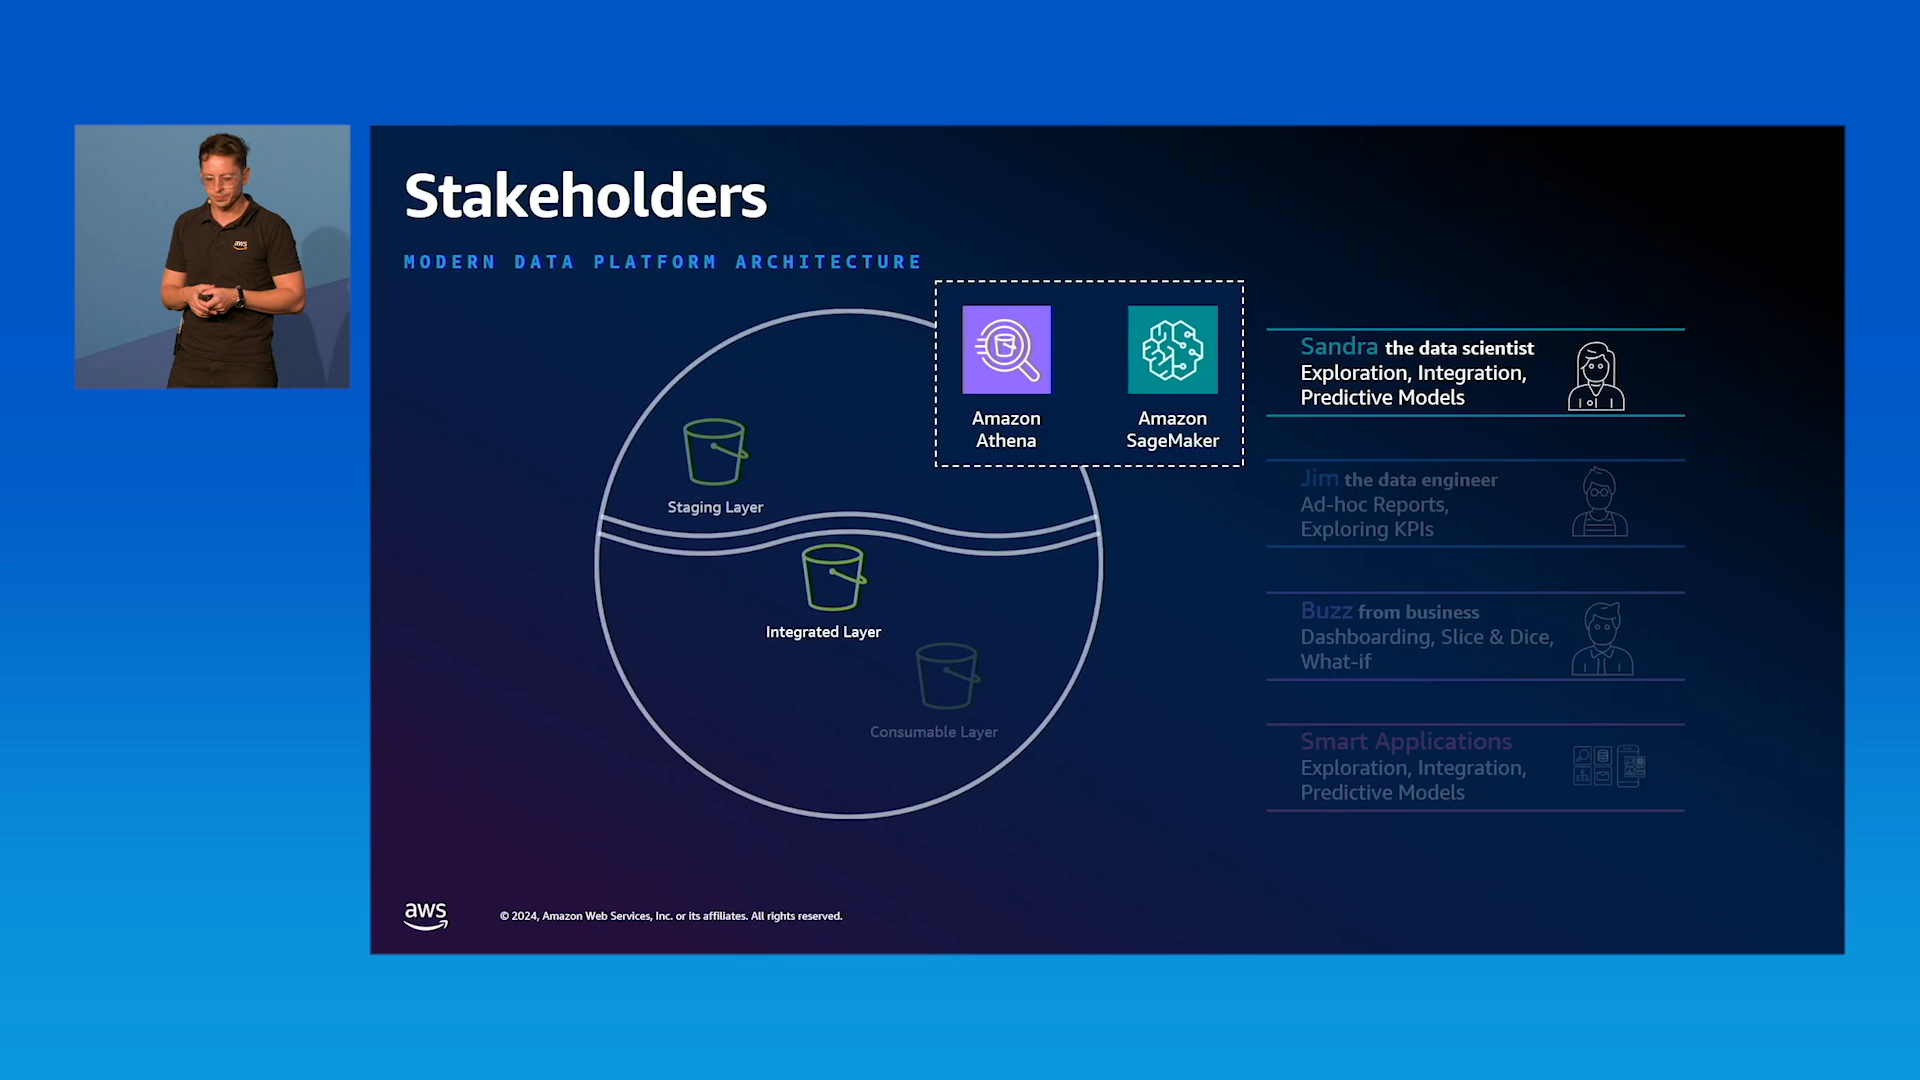 aws
Stakeholders
MODERN DATA PLATFORM ARCHITECTURE
Amazon
Athena
Amazon
SageMaker
Staging Layer
Integrated Layer
Consumable Layer
Sandra the data scientist
Exploration, Integration,
Predictive Models
Jim the data engineer
Ad-hoc Reports,
Exploring KPIs
Buzz from business
Dashboarding, Slice & Dice,
What-if
Smart Applications
Exploration, Integration,
Predictive Models
aws
© 2024, Amazon Web Services, Inc. or its affiliates. All rights reserved.